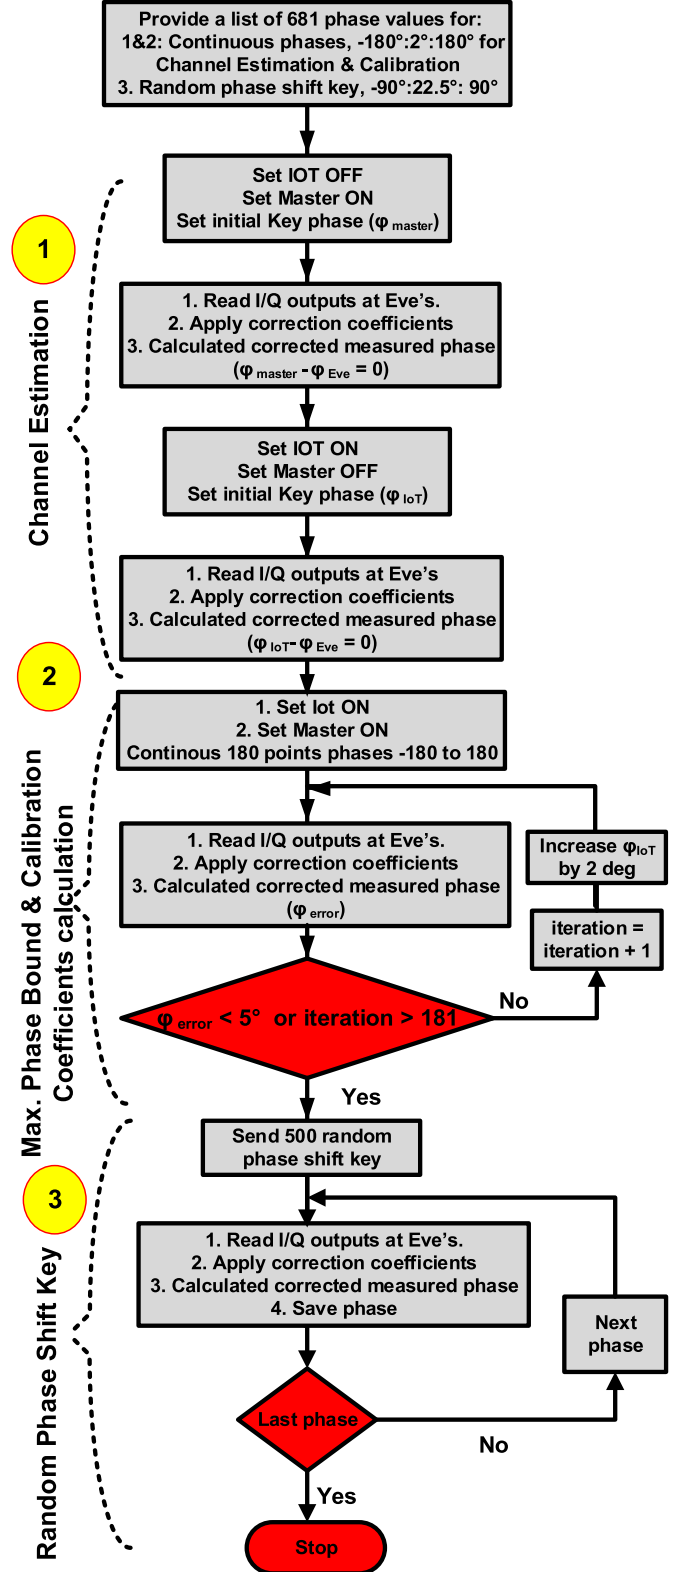 Provide a list of 681 phase values for:
1&2: Continuous phases, -180°:2°:180° for
Channel Estimation & Calibration
3. Random phase shift key, -90°:22.5°: 90°
1
Channel Estimation
Set IOT OFF
Set Master ON
Set initial Key phase (φ master)
1. Read I/Q outputs at Eve's.
2. Apply correction coefficients
3. Calculated corrected measured phase
(φ master - φ Eve = 0)
Set IOT ON
Set Master OFF
Set initial Key phase (φ IoT)
1. Read I/Q outputs at Eve's
2. Apply correction coefficients
3. Calculated corrected measured phase
(φ IoT- φ Eve = 0)
2
Max. Phase Bound & Calibration
Coefficients calculation
1. Set Iot ON
2. Set Master ON
Continous 180 points phases -180 to 180
1. Read I/Q outputs at Eve's.
2. Apply correction coefficients
3. Calculated corrected measured phase
(φ error)
Increase φIoT
by 2 deg
iteration =
iteration + 1
φ error < 5° or iteration > 181
No
Yes
3
Random Phase Shift Key
Send 500 random
phase shift key
1. Read I/Q outputs at Eve's.
2. Apply correction coefficients
3. Calculated corrected measured phase
4. Save phase
Next
phase
Last phase
No
Yes
Stop